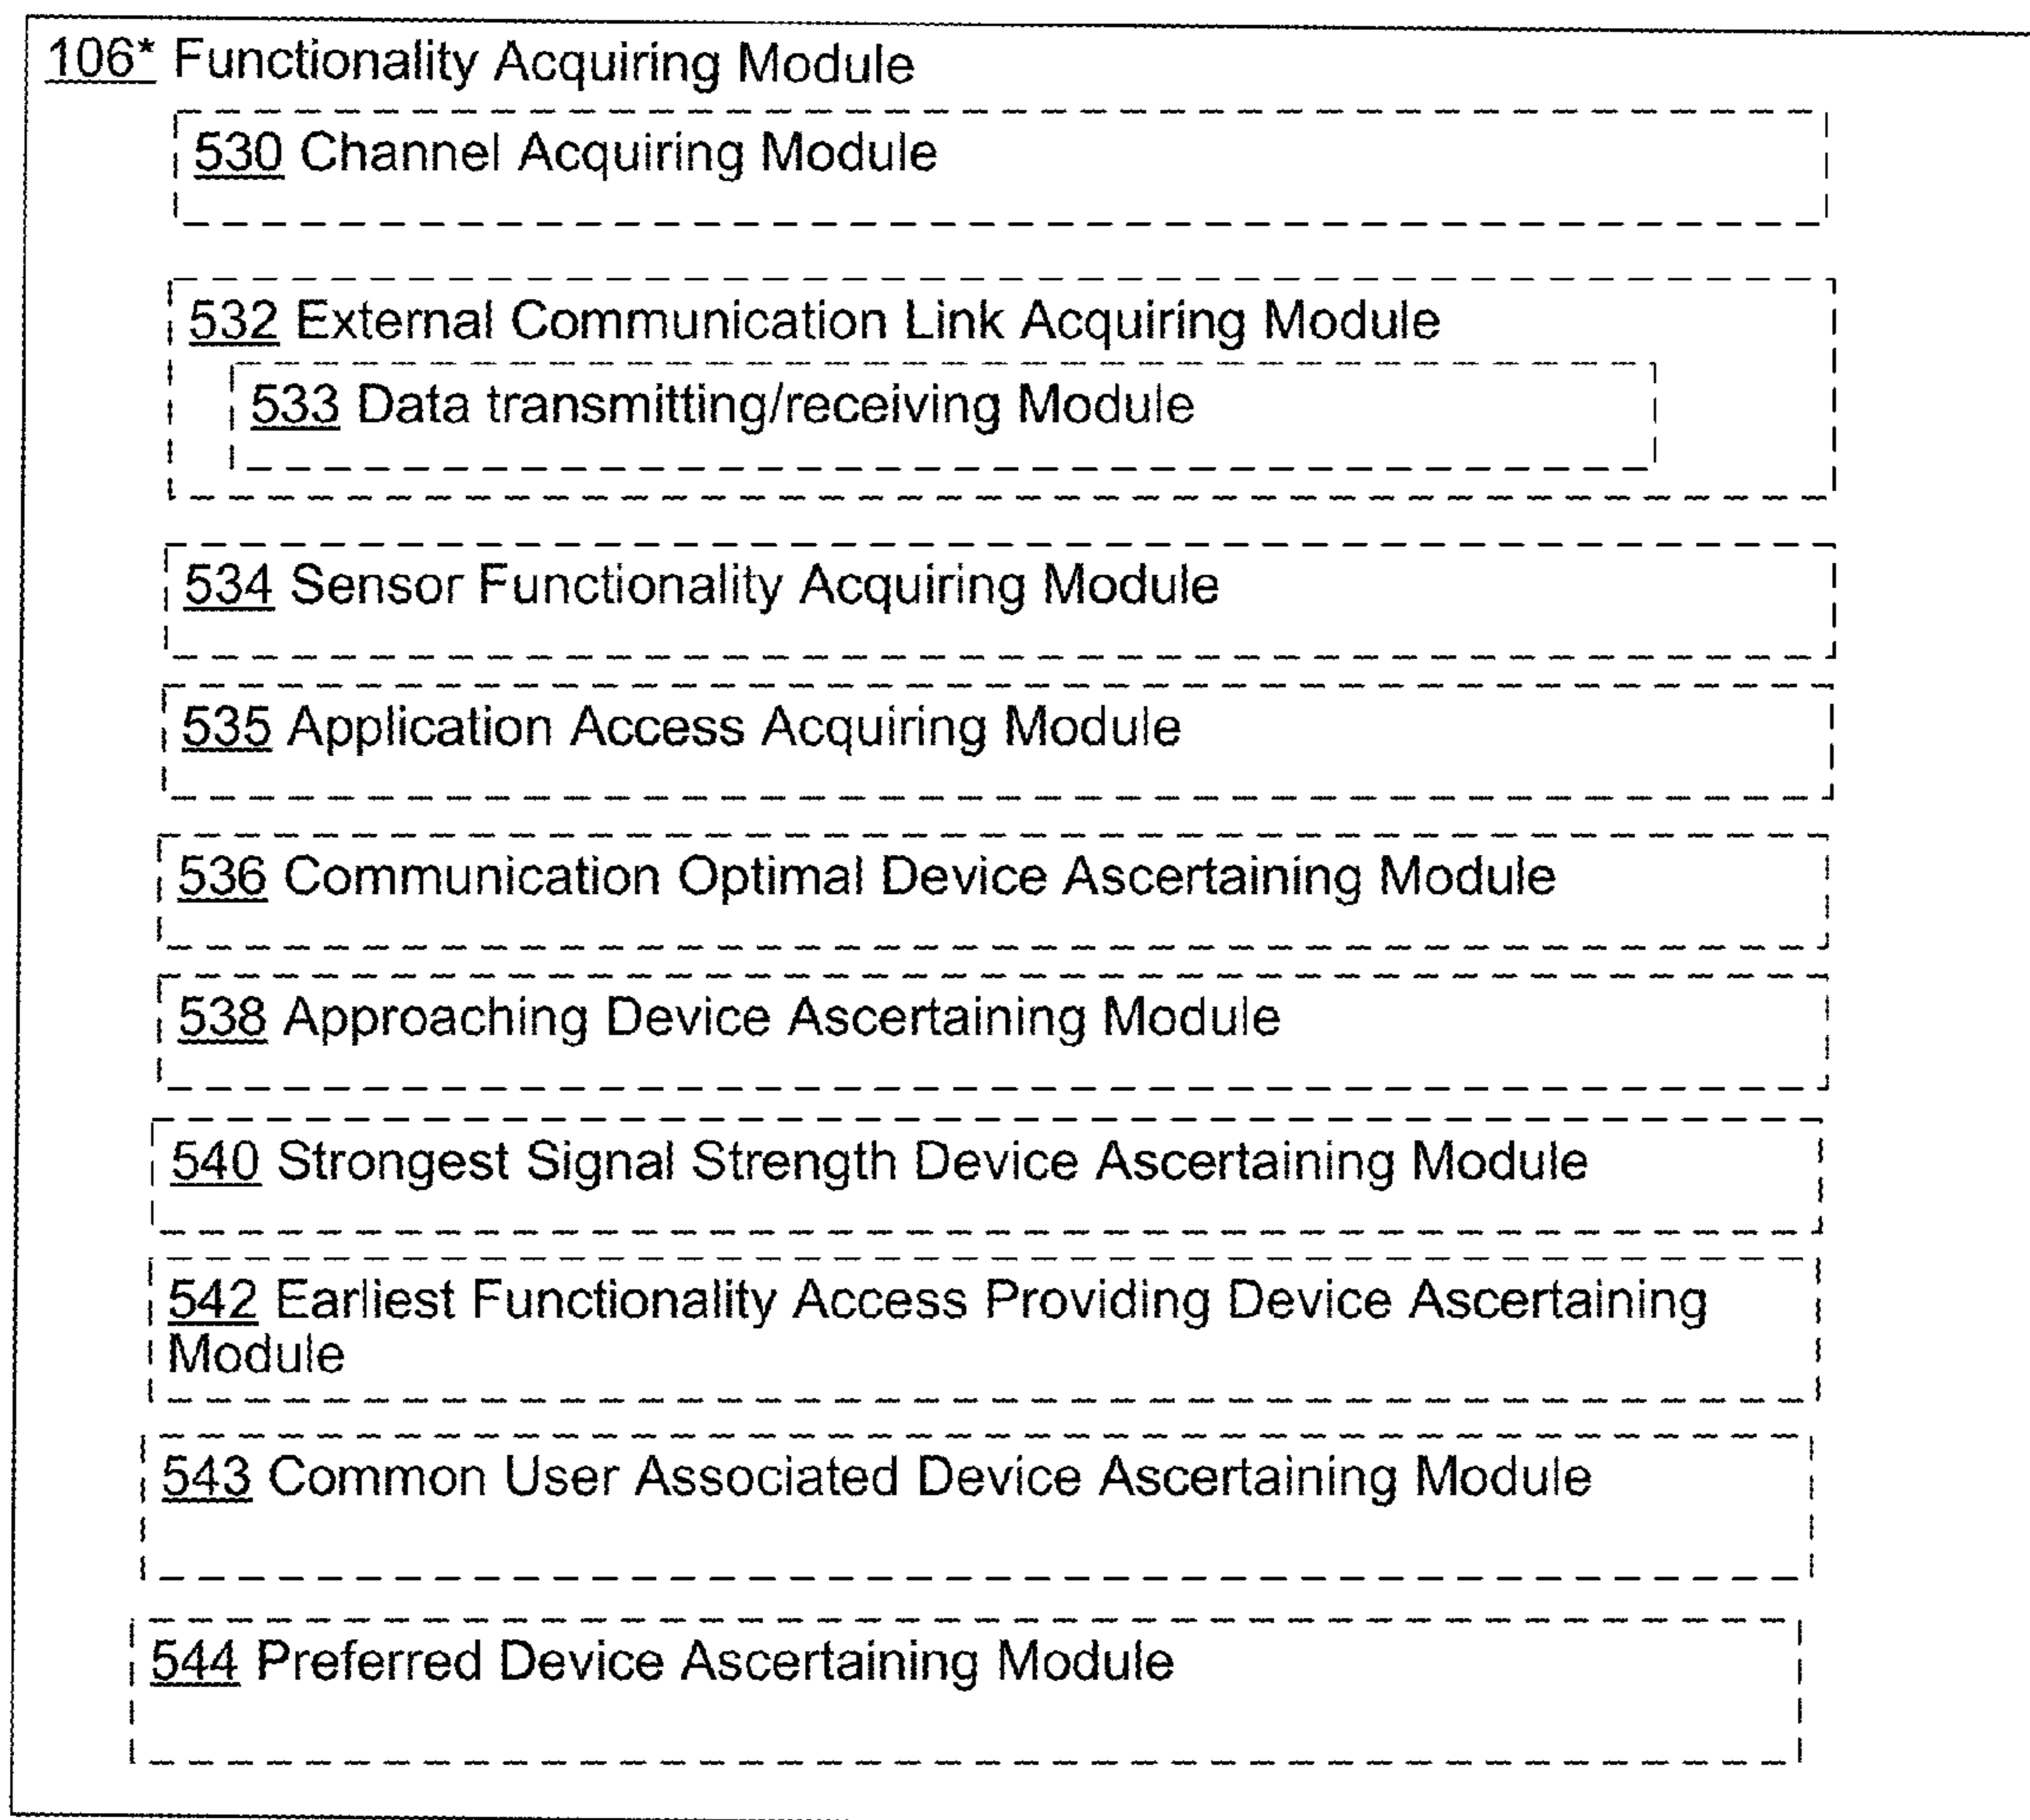 106* Functionality Acquiring Module
530 Channel Acquiring Module
532 External Communication Link Acquiring Module
533 Data transmitting/receiving Module
534 Sensor Functionality Acquiring Module
535 Application Access Acquiring Module
536 Communication Optimal Device Ascertaining Module
538 Approaching Device Ascertaining Module
540 Strongest Signal Strength Device Ascertaining Module
542 Earliest Functionality Access Providing Device Ascertaining
Module
543 Common User Associated Device Ascertaining Module
544 Preferred Device Ascertaining Module